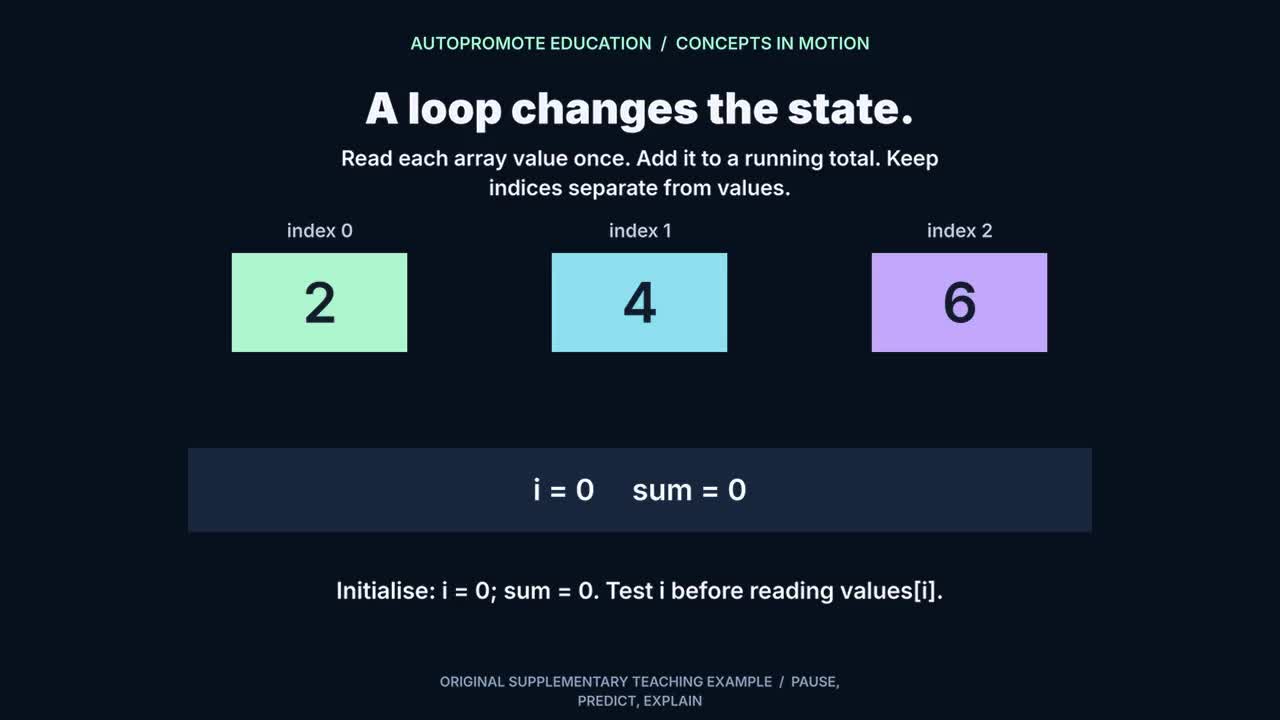 AUTOPROMOTE EDUCATION / CONCEPTS IN MOTION
A loop changes the state.
Read each array value once. Add it to a running total. Keep
indices separate from values.
index 0 index 1 index 2
2 4 6
i = 0 sum = 0
Initialise: i = 0; sum = 0. Test i before reading values[i].
ORIGINAL SUPPLEMENTARY TEACHING EXAMPLE / PAUSE,
PREDICT, EXPLAIN